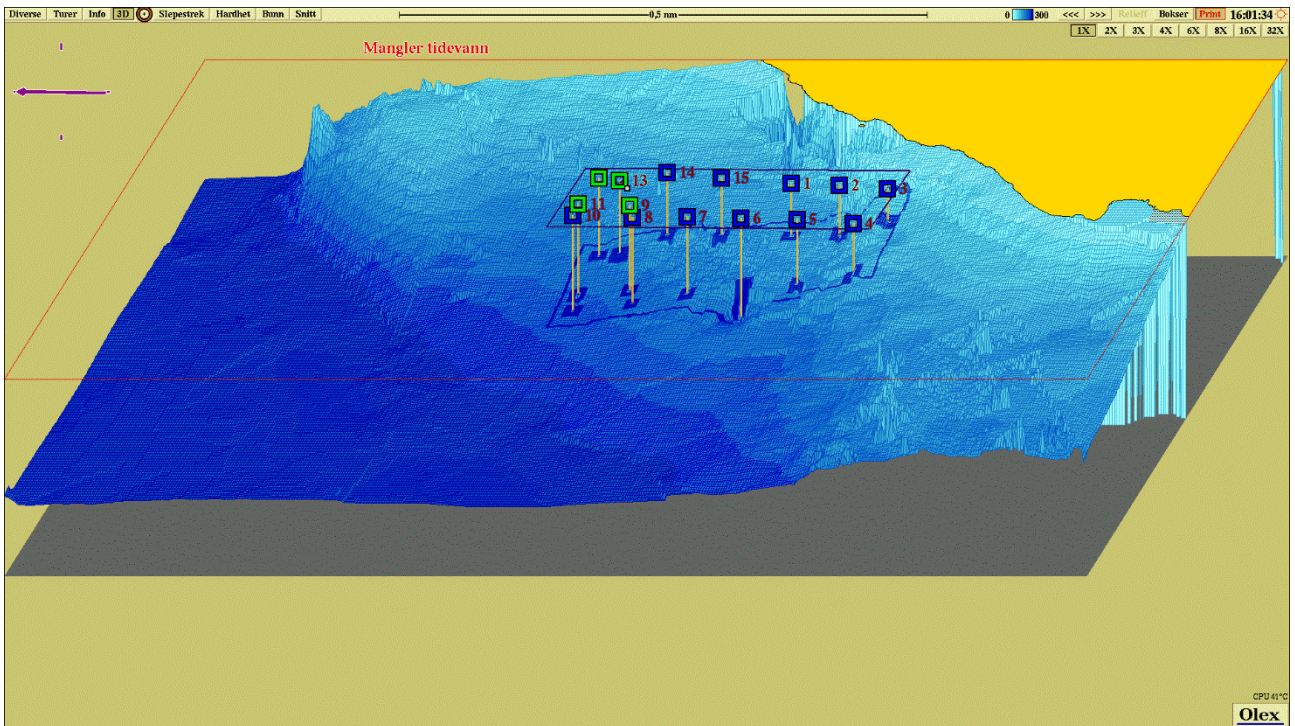 Diverse Turer Info 3D Slepestrek Hardhet Bunn Snitt 0,5 nm 0 300 <<< >>> Relieff Bokser Print 16:01:34
1X 2X 3X 4X 6X 8X 16X 32X
Mangler tidevann
13 14 15 1 2 3
11 9
10 8 7 6 5 4
CPU 41°C
Olex